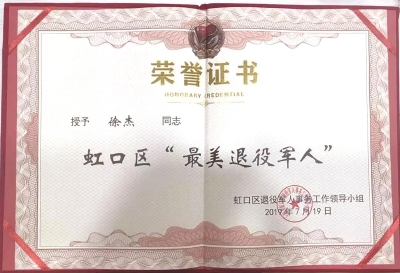 荣誉证书
HONORARY CREDENTIAL
授予 徐杰 同志
虹口区“最美退役军人”
虹口区退役军人事务工作领导小组
2019年7月19日